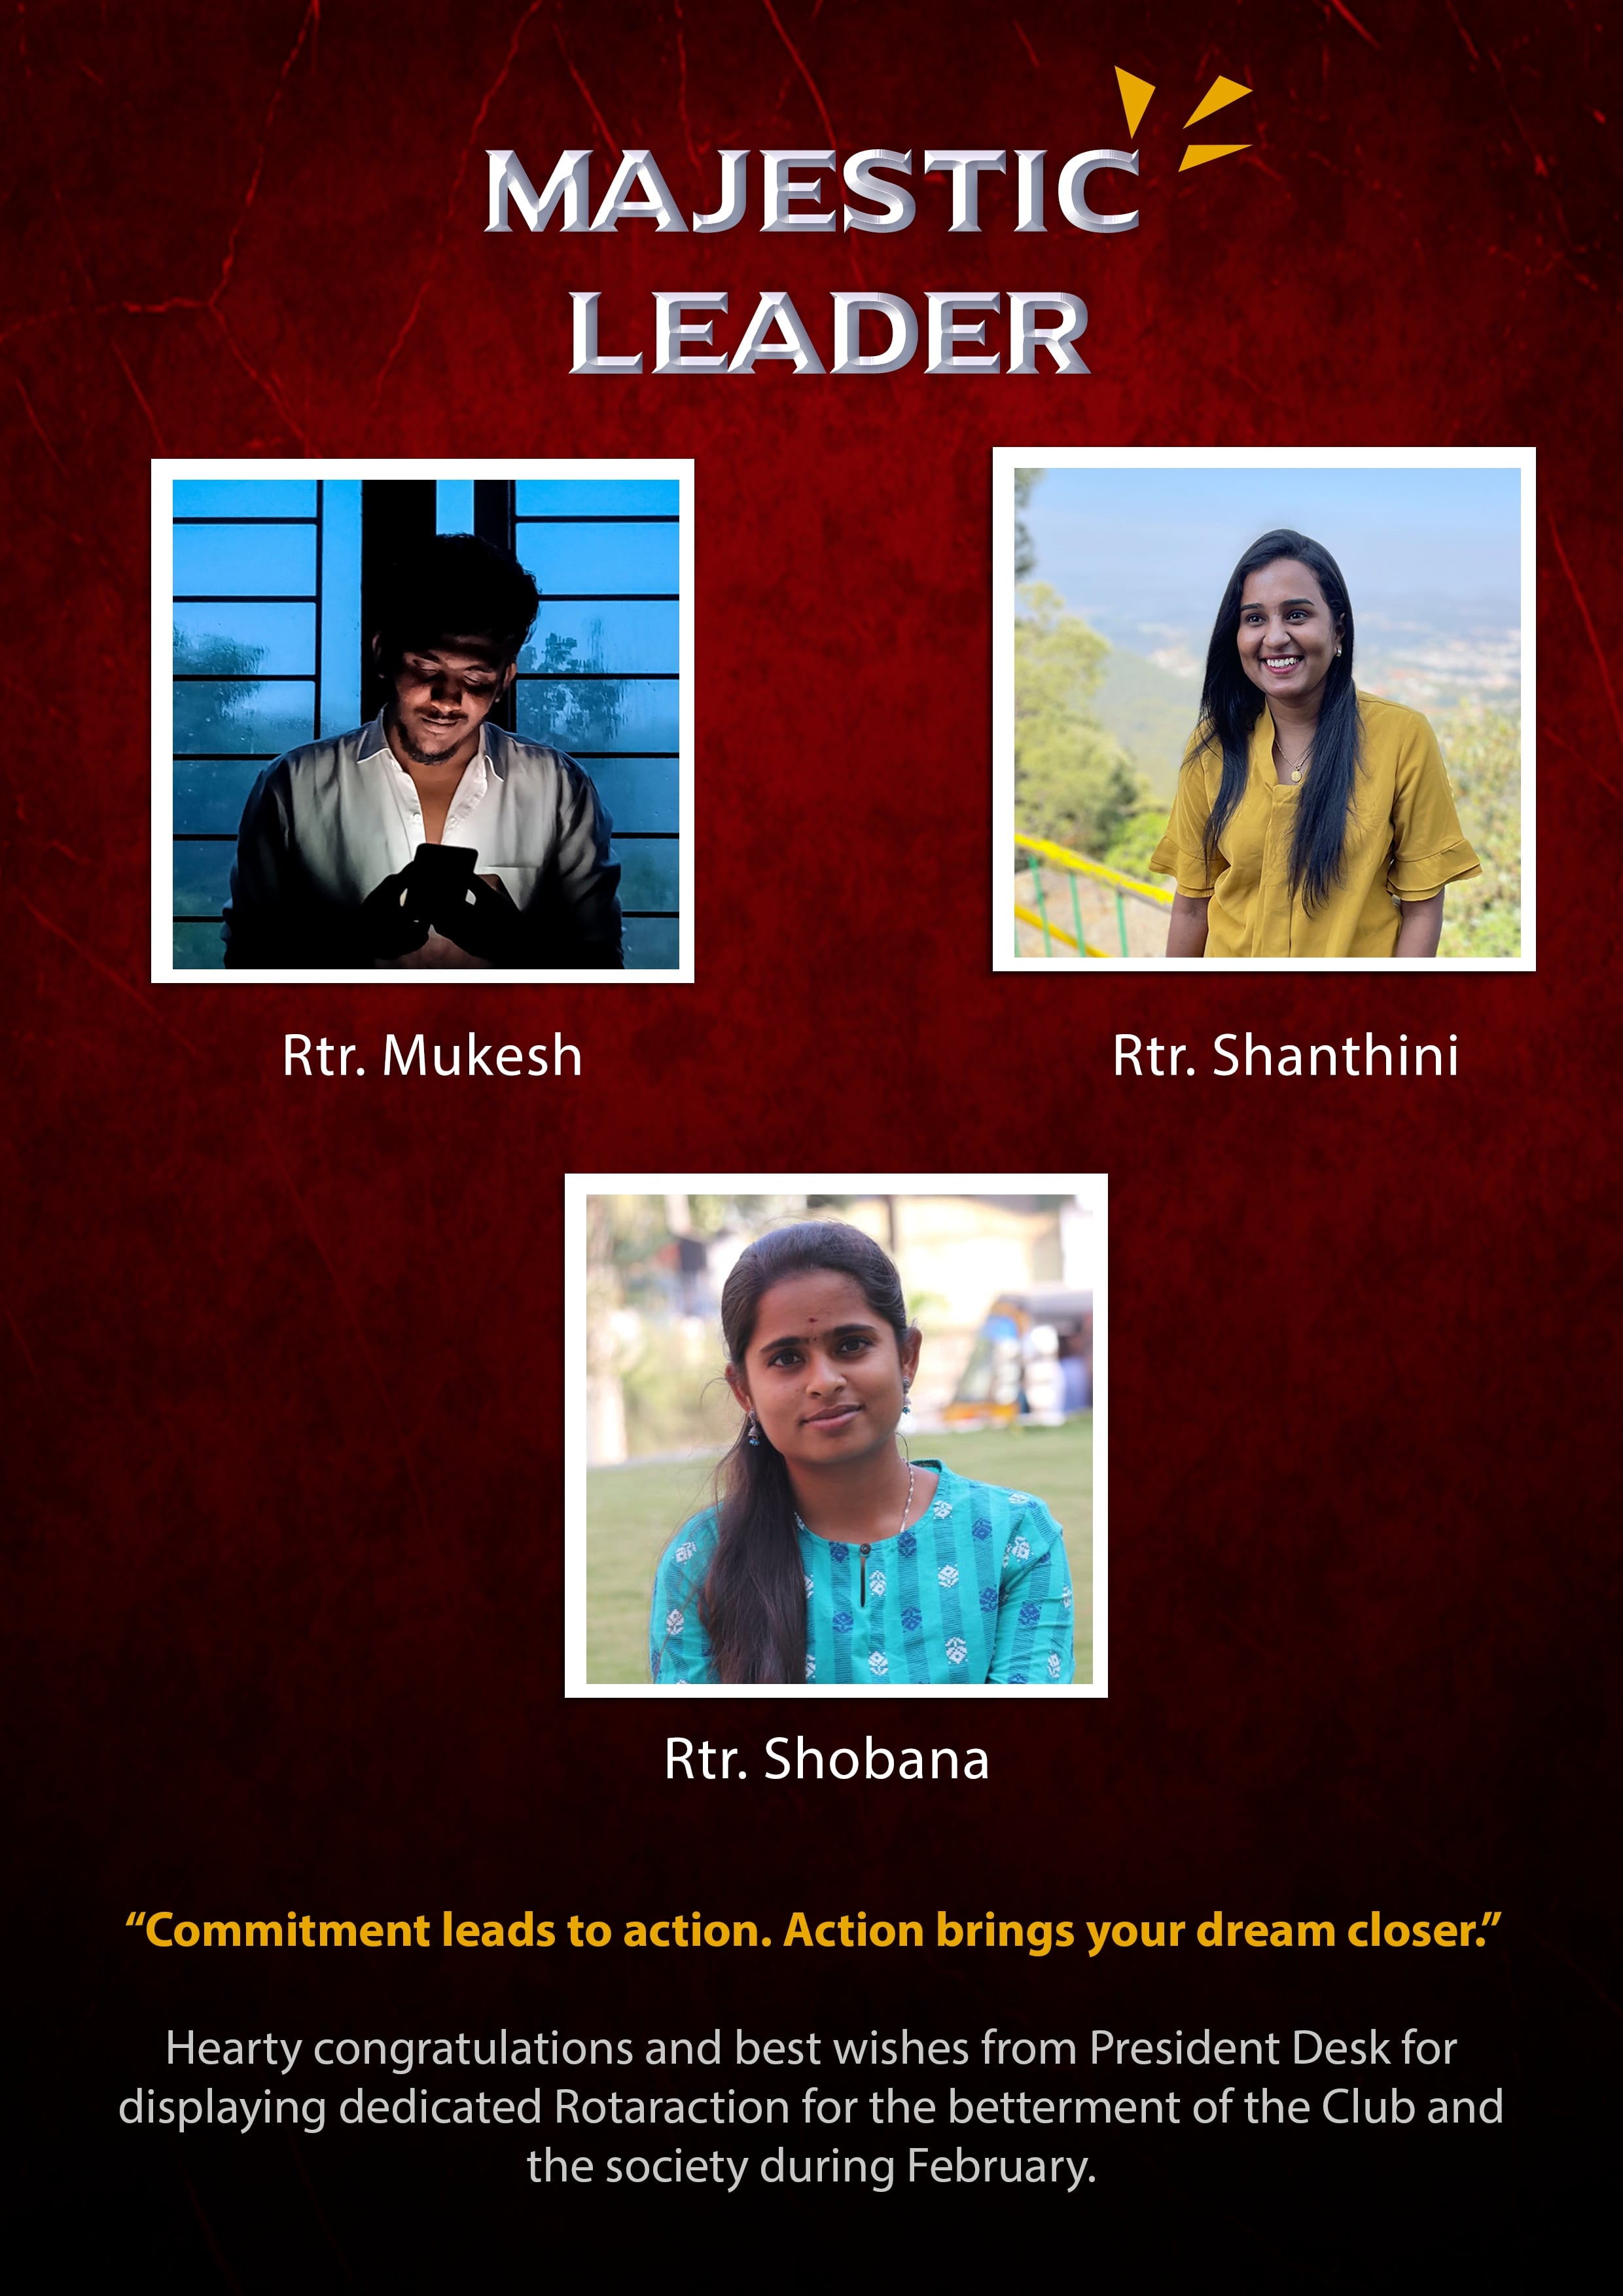 MAJESTIC
LEADER
Rtr. Mukesh
Rtr. Shanthini
Rtr. Shobana
“Commitment leads to action. Action brings your dream closer.”
Hearty congratulations and best wishes from President Desk for
displaying dedicated Rotaraction for the betterment of the Club and
the society during February.